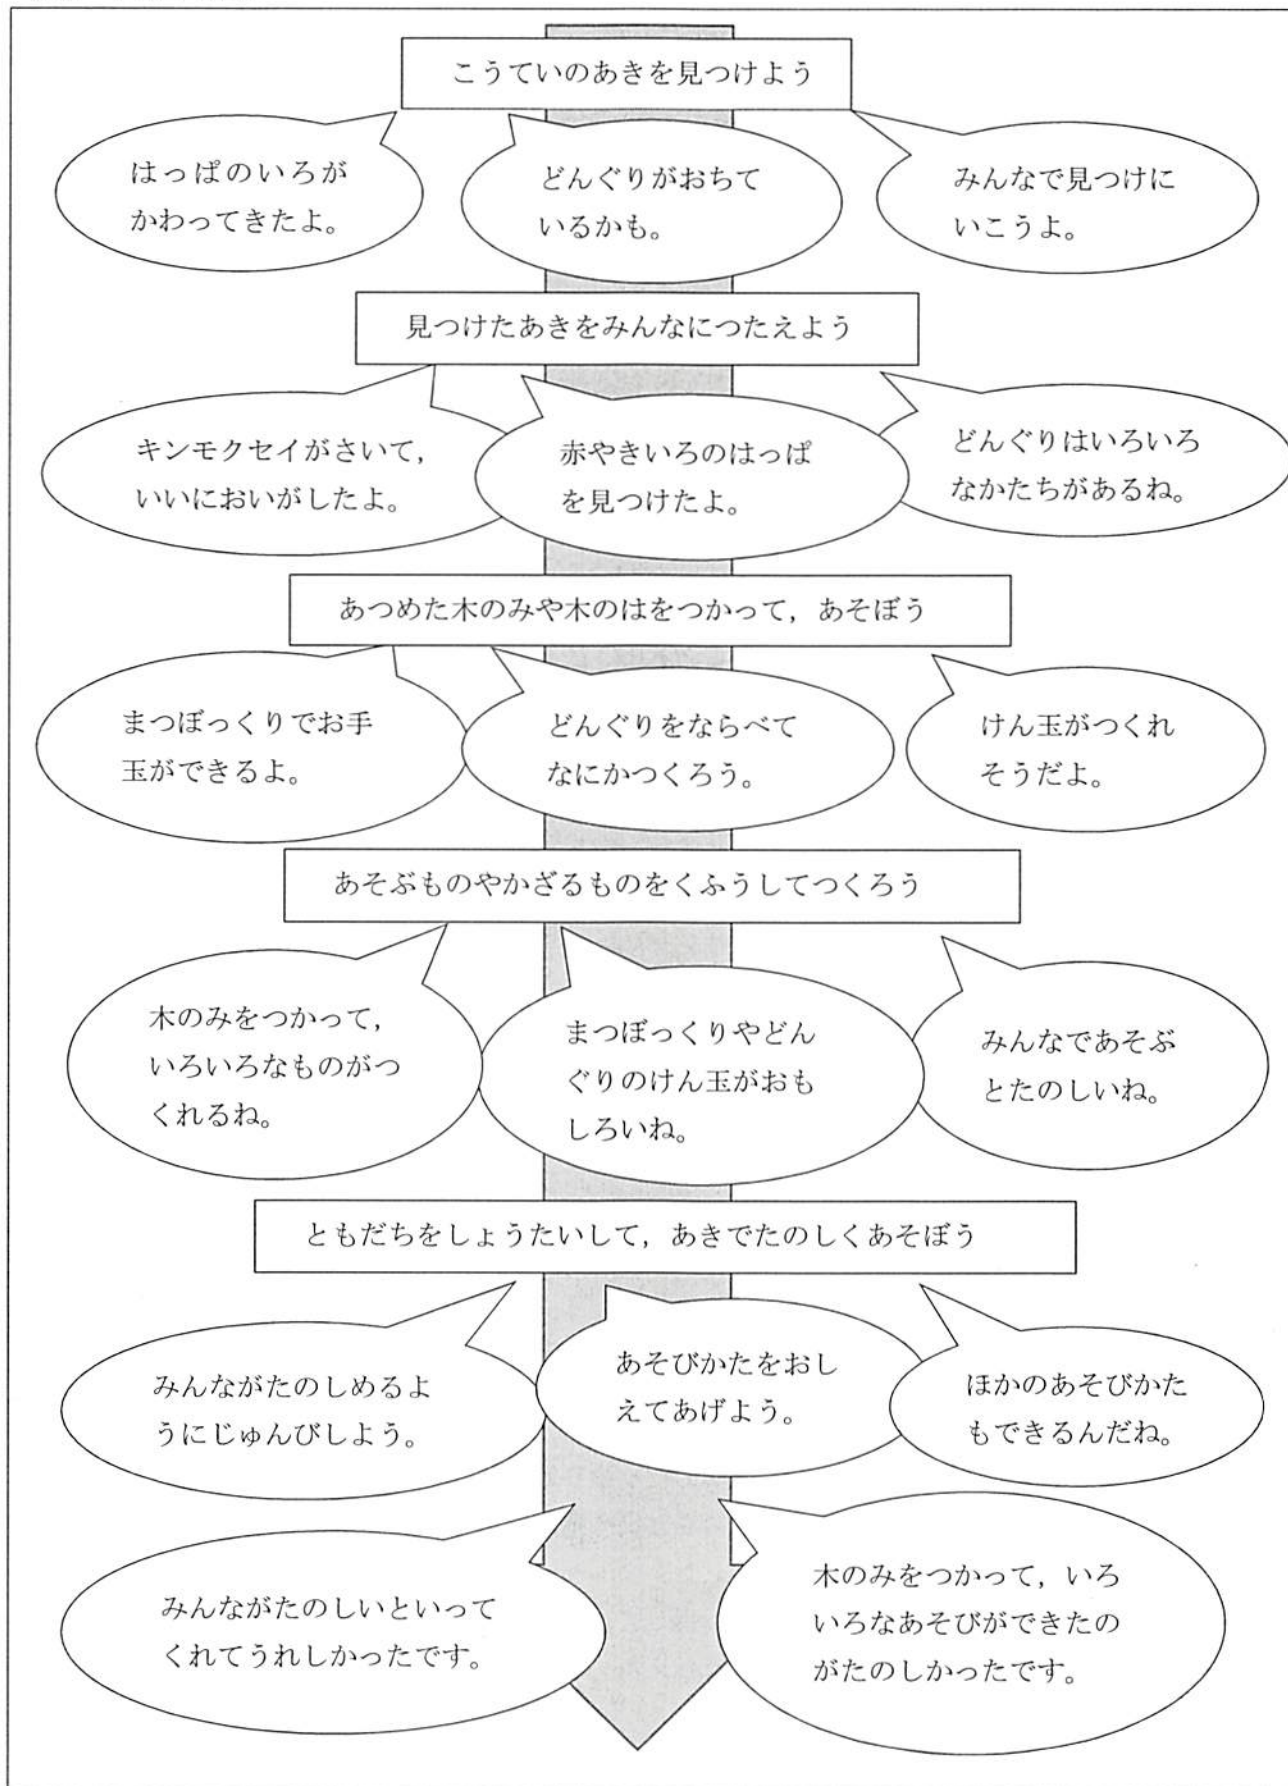 こうていのあきを見つけよう
はっぱのいろが
かわってきたよ。
どんぐりがおちて
いるかも。
みんなで見つけに
いこうよ。
見つけたあきをみんなにつたえよう
キンモクセイがさいて，
いいにおいがしたよ。
赤やきいろのはっぱ
を見つけたよ。
どんぐりはいろいろ
なかたちがあるね。
あつめた木のみや木のはをつかって，あそぼう
まつぼっくりでお手
玉ができるよ。
どんぐりをならべて
なにかつくろう。
けん玉がつくれ
そうだよ。
あそぶものやかざるものをくふうしてつくろう
木のみをつかって，
いろいろなものがつ
くれるね。
まつぼっくりやどん
ぐりのけん玉がおも
しろいね。
みんなであそぶ
とたのしいね。
ともだちをしょうたいして，あきでたのしくあそぼう
みんながたのしめるよ
うにじゅんびしよう。
あそびかたをおし
えてあげよう。
ほかのあそびかた
もできるんだね。
みんながたのしいといって
くれてうれしかったです。
木のみをつかって，いろ
いろなあそびができたの
がたのしかったです。